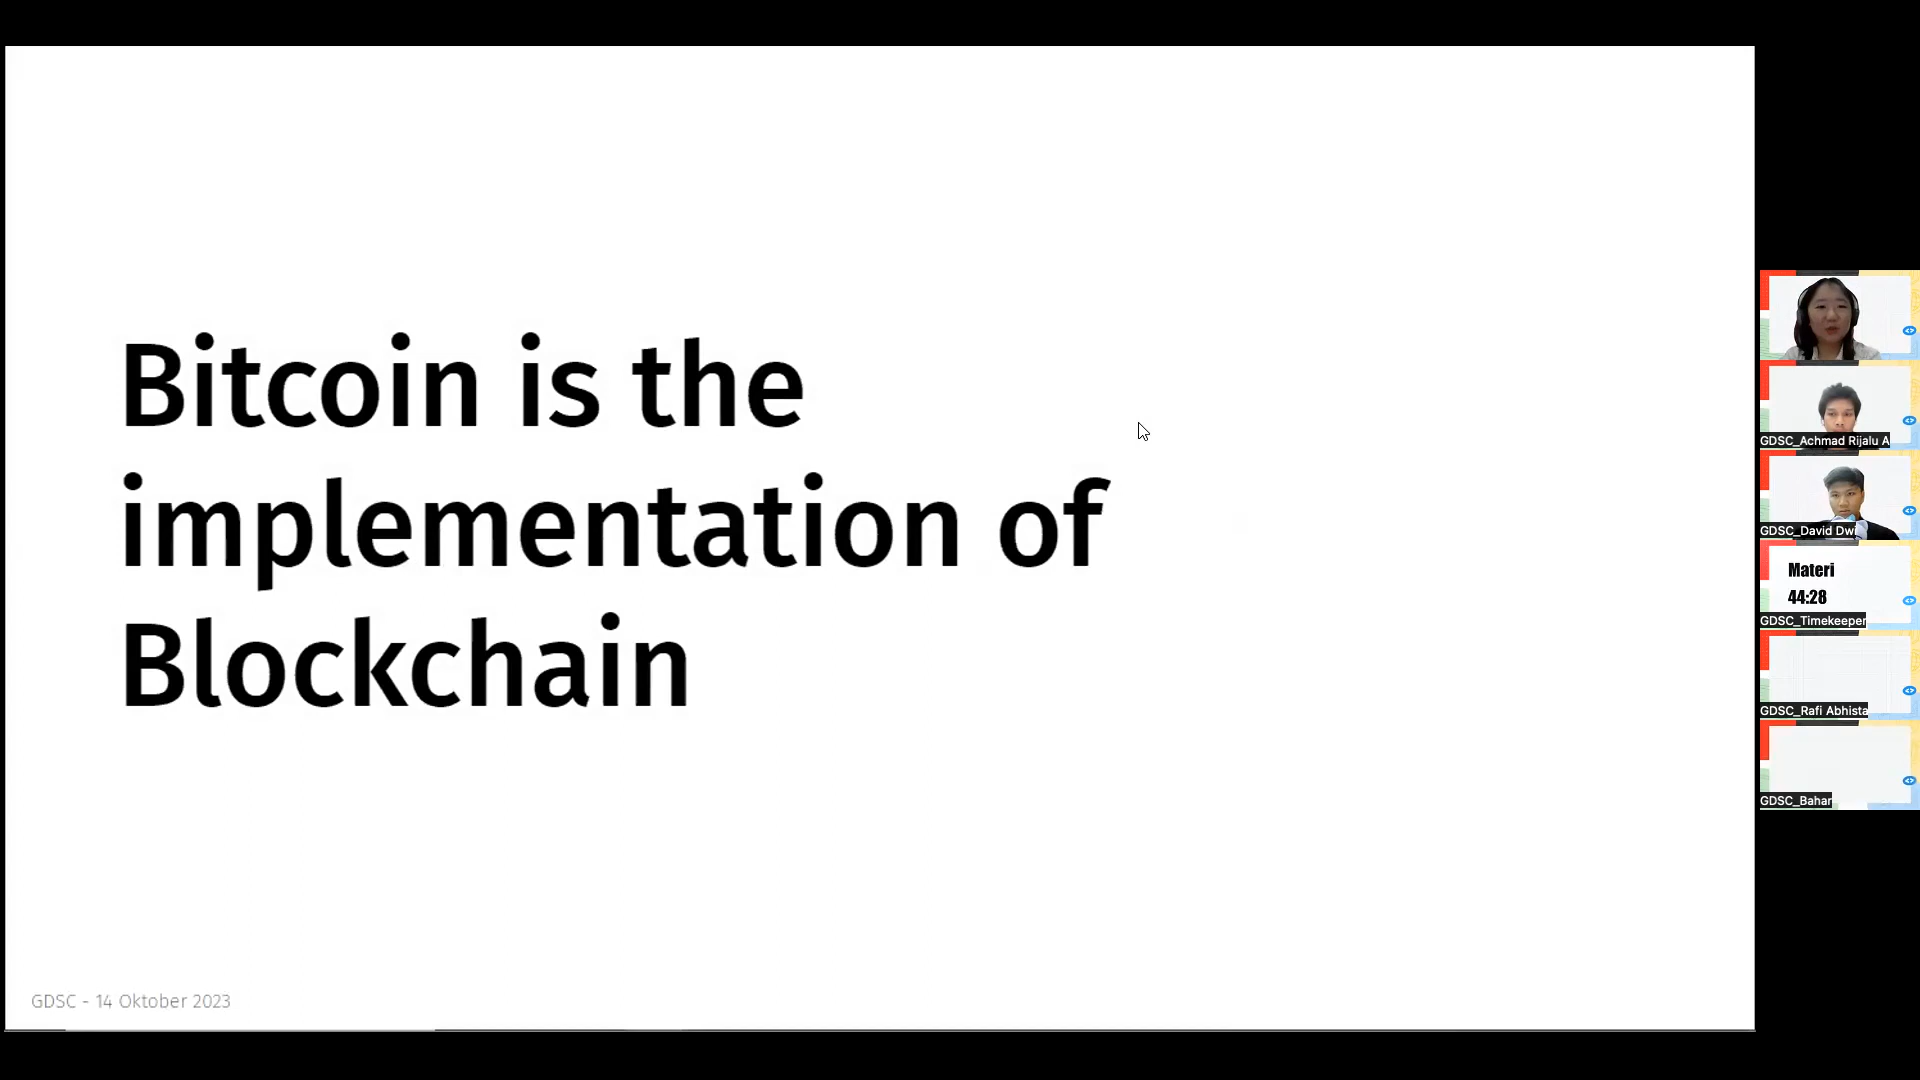 Bitcoin is the
implementation of
Blockchain
GDSC - 14 Oktober 2023
GDSC_Achmad Rijalu A
GDSC_David Dwi
Materi
44:28
GDSC_Timekeeper
GDSC_Rafi Abhista
GDSC_Bahar